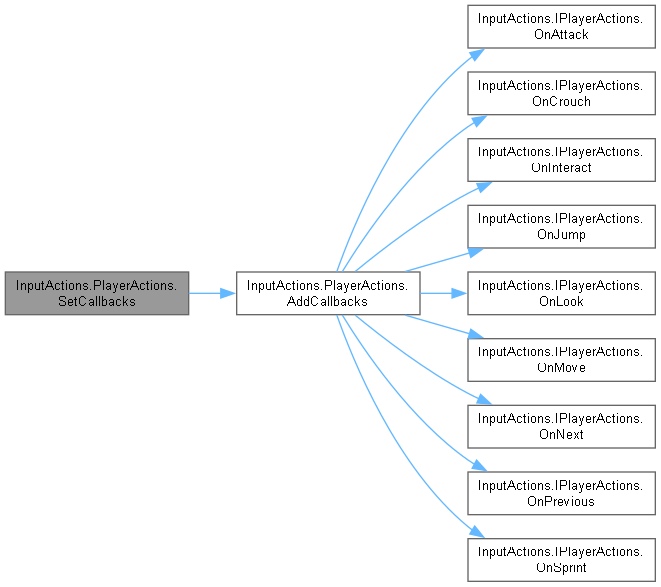 InputActions.IPlayerActions.
OnAttack
InputActions.IPlayerActions.
OnCrouch
InputActions.IPlayerActions.
OnInteract
InputActions.IPlayerActions.
OnJump
InputActions.PlayerActions.
SetCallbacks
InputActions.PlayerActions.
AddCallbacks
InputActions.IPlayerActions.
OnLook
InputActions.IPlayerActions.
OnMove
InputActions.IPlayerActions.
OnNext
InputActions.IPlayerActions.
OnPrevious
InputActions.IPlayerActions.
OnSprint